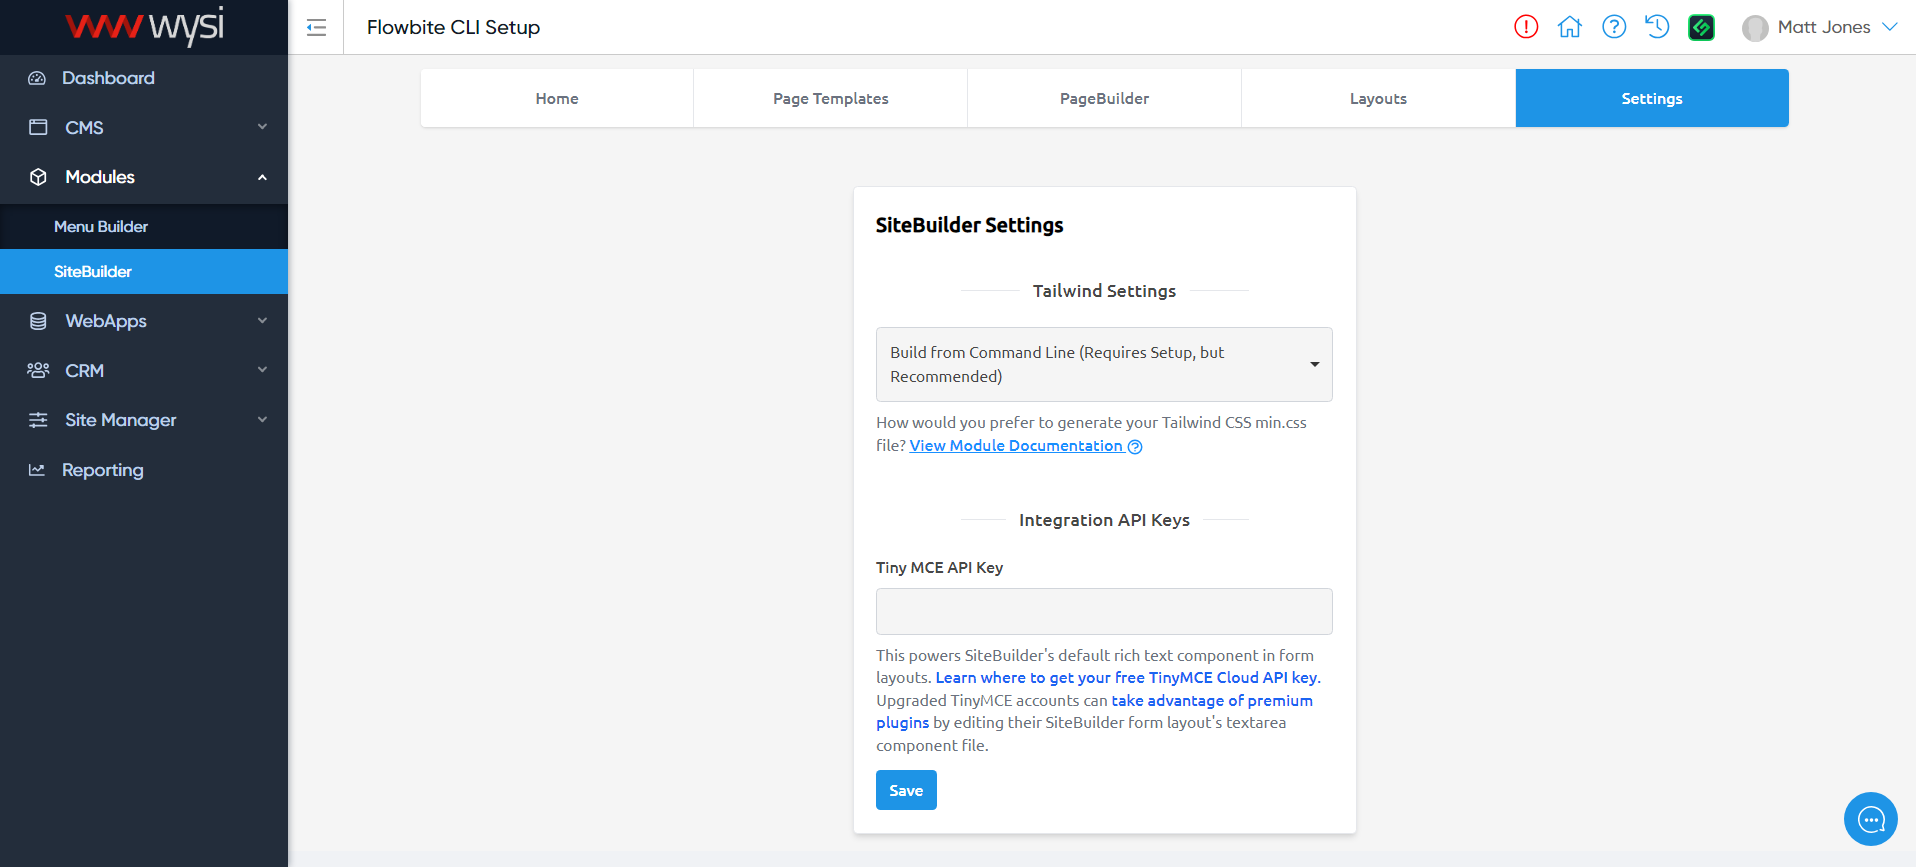 wysi
Flowbite CLI Setup
Matt Jones
Dashboard
CMS
Modules
Menu Builder
SiteBuilder
WebApps
CRM
Site Manager
Reporting
Home
Page Templates
PageBuilder
Layouts
Settings
SiteBuilder Settings
Tailwind Settings
Build from Command Line (Requires Setup, but
Recommended)
How would you prefer to generate your Tailwind CSS min.css
file? View Module Documentation
Integration API Keys
Tiny MCE API Key
This powers SiteBuilder's default rich text component in form
layouts. Learn where to get your free TinyMCE Cloud API key.
Upgraded TinyMCE accounts can take advantage of premium
plugins by editing their SiteBuilder form layout's textarea
component file.
Save